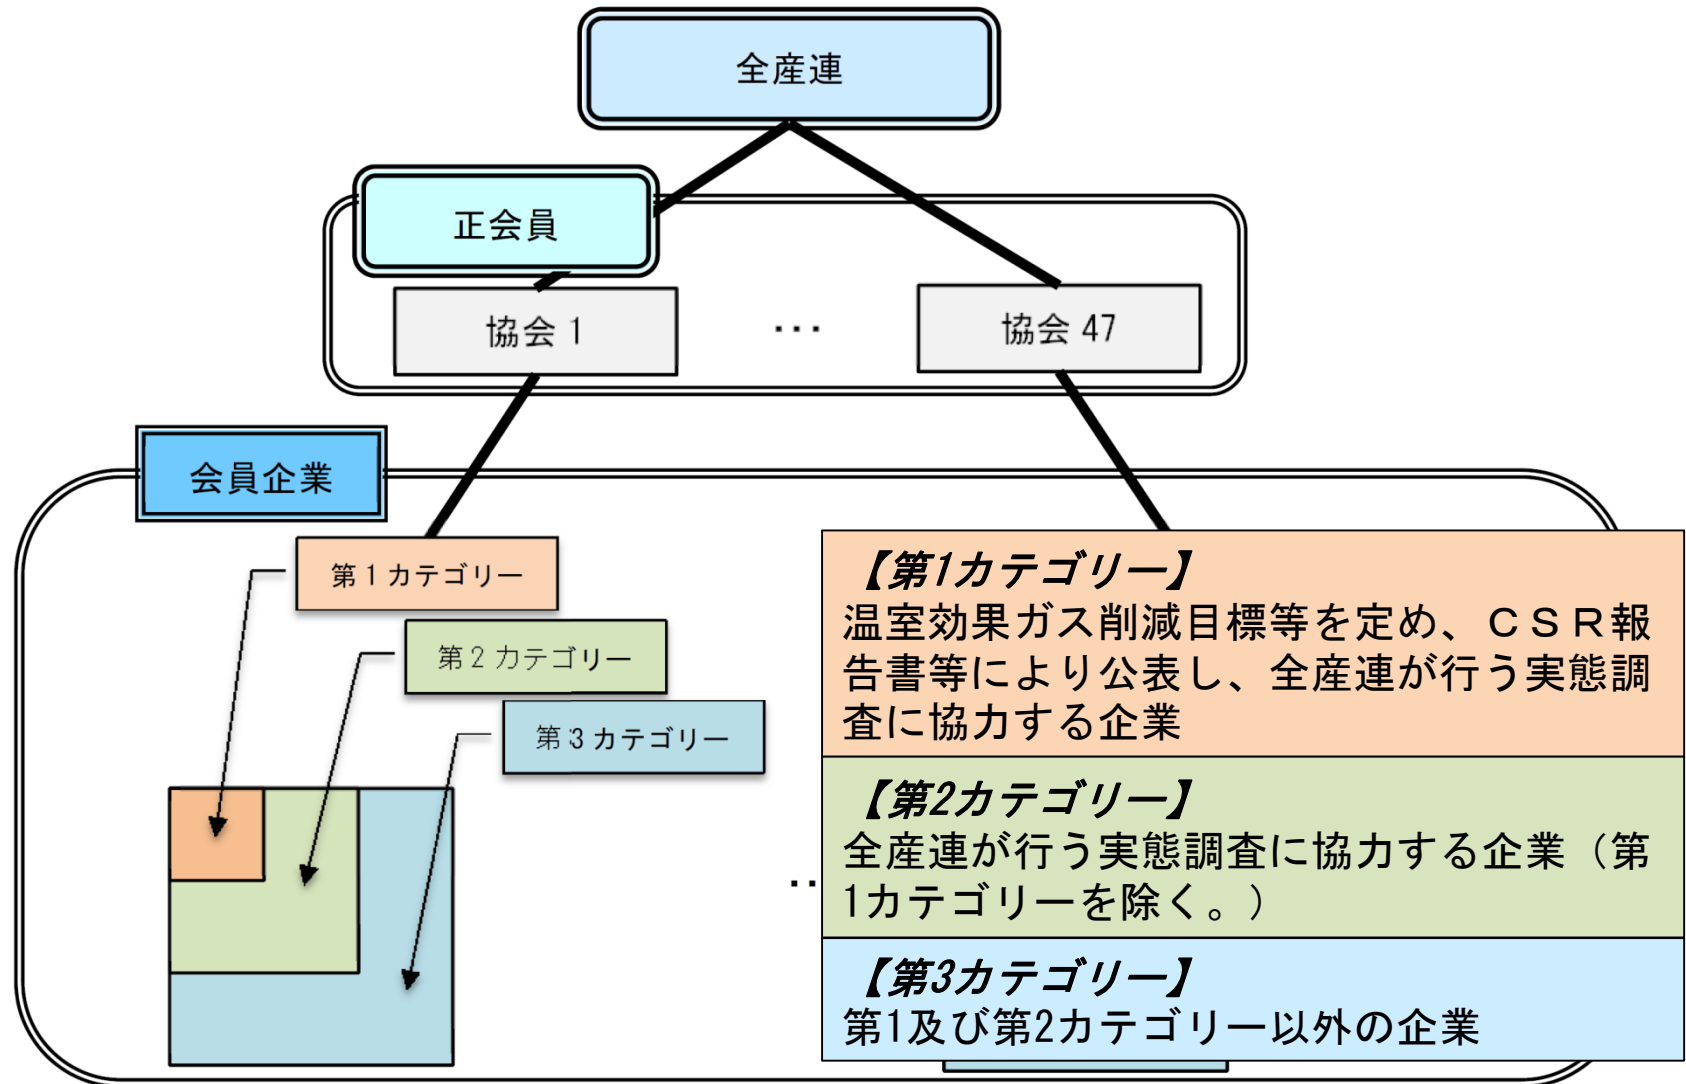 全産連
正会員
協会 1
･･･
協会 47
会員企業
第1カテゴリー
第2カテゴリー
第3カテゴリー
‥
【第1カテゴリー】
温室効果ガス削減目標等を定め、ＣＳＲ報
告書等により公表し、全産連が行う実態調
査に協力する企業
【第2カテゴリー】
全産連が行う実態調査に協力する企業（第
1カテゴリーを除く。）
【第3カテゴリー】
第1及び第2カテゴリー以外の企業